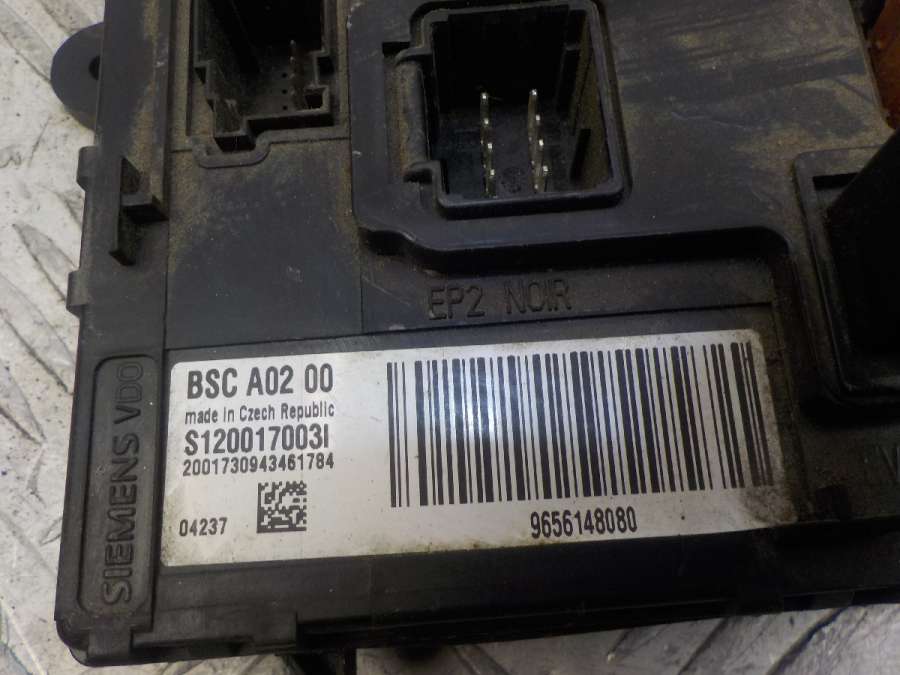 EP2 NOIR
SIEMENS VDO
BSC A02 00
made in Czech Republic
S120017003I
2001730943461784
04237
9656148080